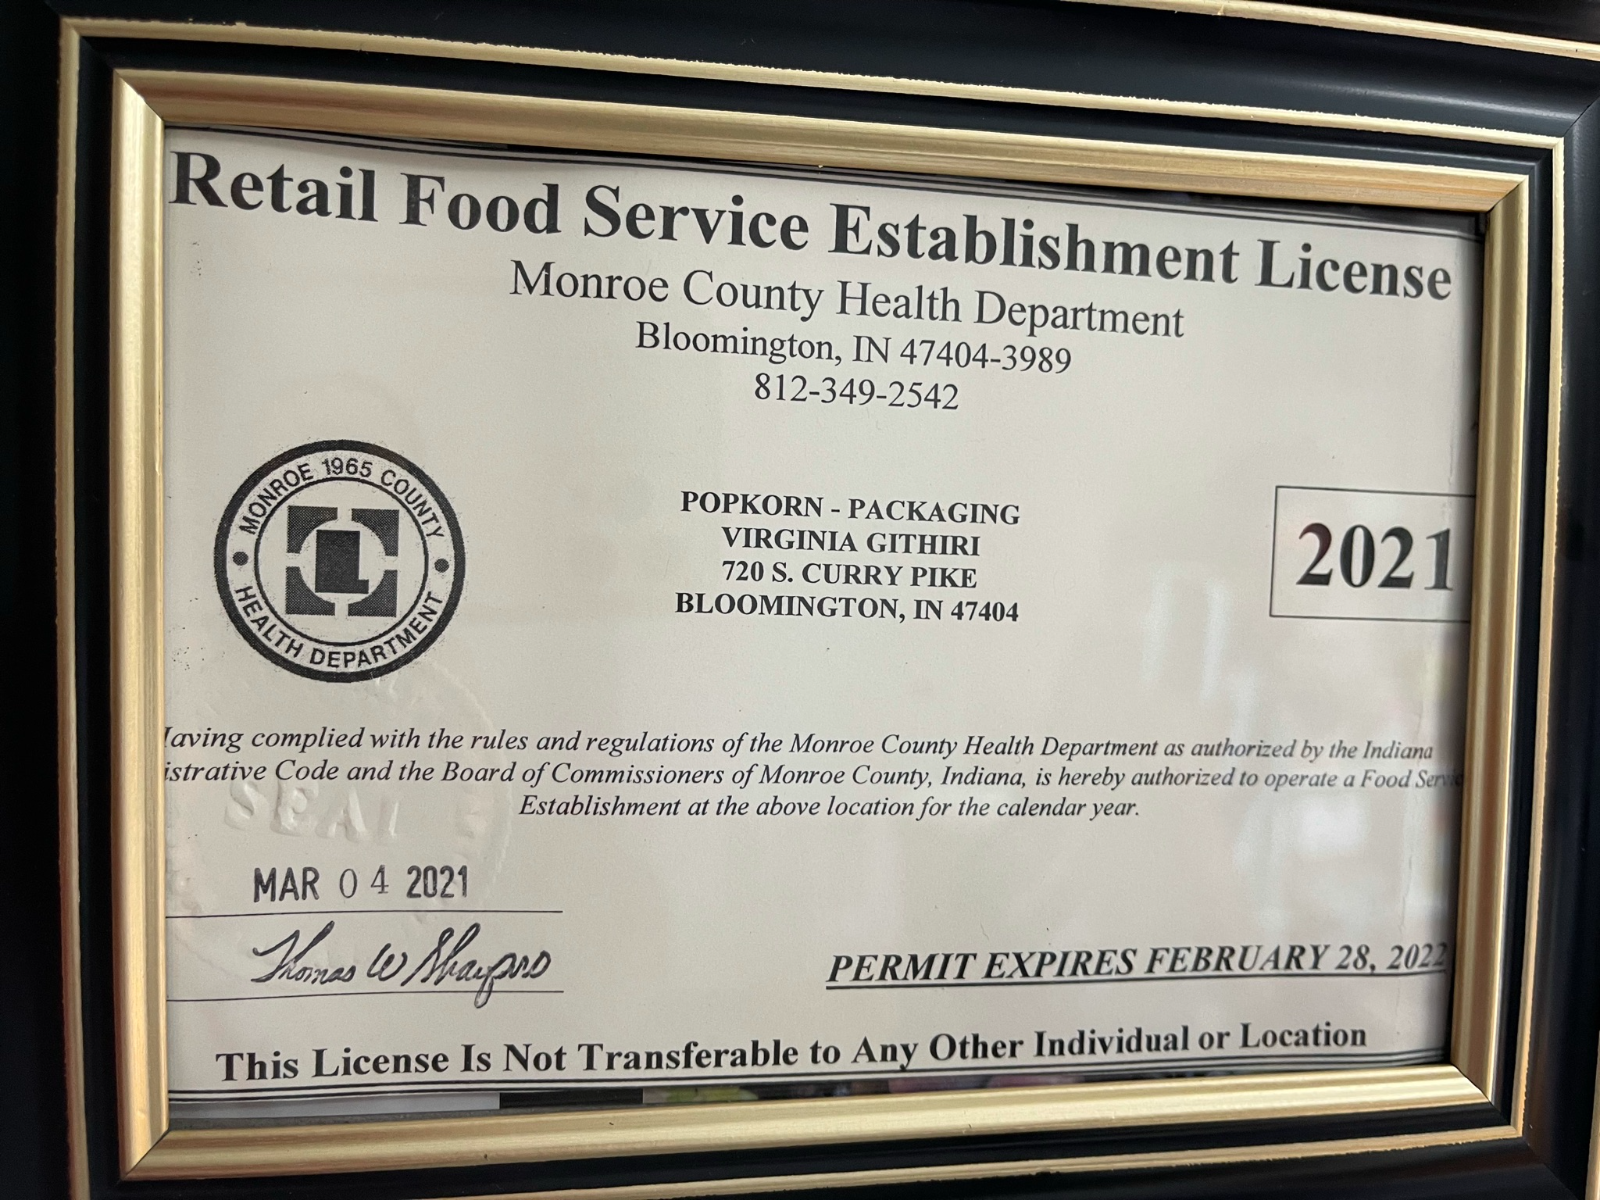 Retail Food Service Establishment License
Monroe County Health Department
Bloomington, IN 47404-3989
812-349-2542
MONROE 1965 COUNTY
HEALTH DEPARTMENT
POPKORN - PACKAGING
VIRGINIA GITHIRI
720 S. CURRY PIKE
BLOOMINGTON, IN 47404
2021
aving complied with the rules and regulations of the Monroe County Health Department as authorized by the Indiana
istrative Code and the Board of Commissioners of Monroe County, Indiana, is hereby authorized to operate a Food Servi
Establishment at the above location for the calendar year.
SEAL
MAR 04 2021
Thomas W Sharpro
PERMIT EXPIRES FEBRUARY 28, 2022
This License Is Not Transferable to Any Other Individual or Location